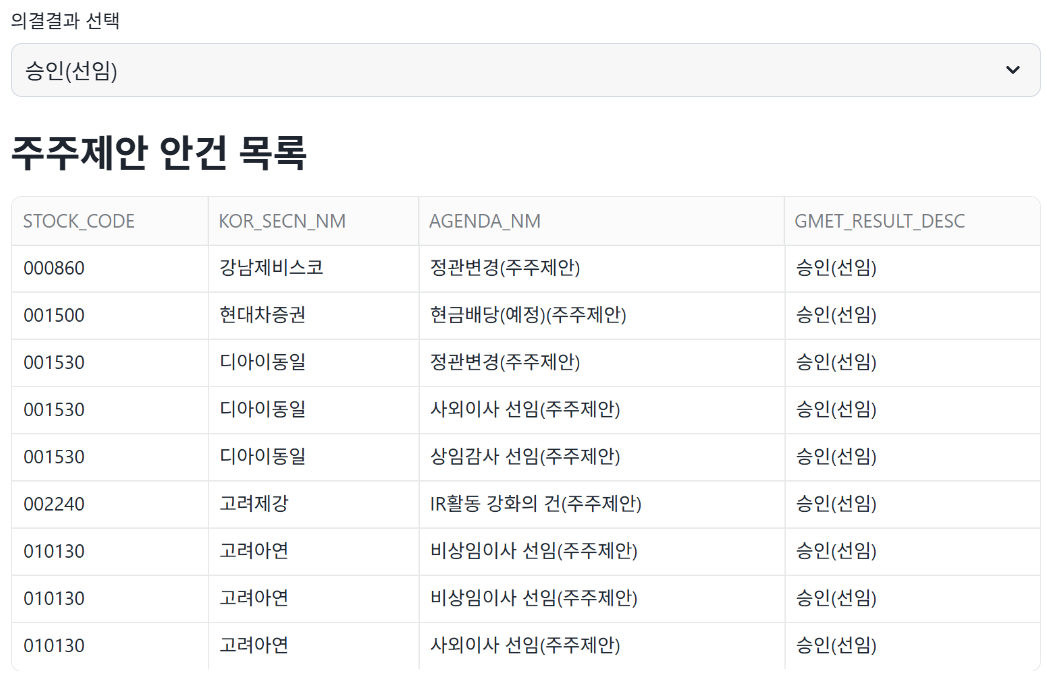 의결결과 선택
승인(선임)
주주제안 안건 목록
STOCK_CODE KOR_SECN_NM AGENDA_NM GMET_RESULT_DESC
000860 강남제비스코 정관변경(주주제안) 승인(선임)
001500 현대차증권 현금배당(예정)(주주제안) 승인(선임)
001530 디아이동일 정관변경(주주제안) 승인(선임)
001530 디아이동일 사외이사 선임(주주제안) 승인(선임)
001530 디아이동일 상임감사 선임(주주제안) 승인(선임)
002240 고려제강 IR활동 강화의 건(주주제안) 승인(선임)
010130 고려아연 비상임이사 선임(주주제안) 승인(선임)
010130 고려아연 비상임이사 선임(주주제안) 승인(선임)
010130 고려아연 사외이사 선임(주주제안) 승인(선임)